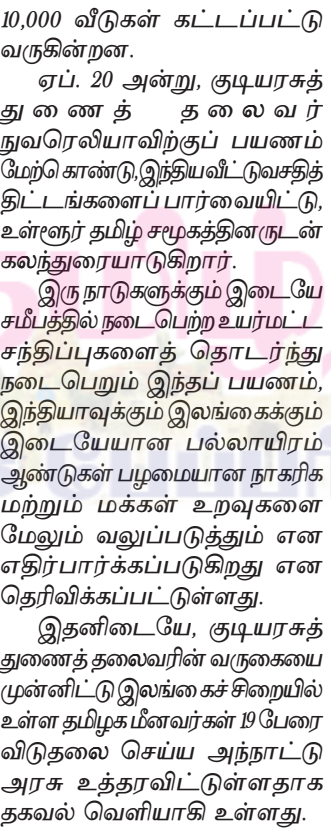 10,000 வீடுகள் கட்டப்பட்டு
வருகின்றன.
ஏப். 20 அன்று, குடியரசுத்
துணைத் தலைவர்
நுவரெலியாவிற்குப் பயணம்
மேற்கொண்டு,இந்தியவீட்டுவசதித்
திட்டங்களைப் பார்வையிட்டு,
உள்ளூர் தமிழ் சமூகத்தினருடன்
கலந்துரையாடுகிறார்.
இரு நாடுகளுக்கும் இடையே
சமீபத்தில் நடைபெற்ற உயர்மட்ட
சந்திப்புகளைத் தொடர்ந்து
நடைபெறும் இந்தப் பயணம்,
இந்தியாவுக்கும் இலங்கைக்கும்
இடையேயான பல்லாயிரம்
ஆண்டுகள் பழமையான நாகரிக
மற்றும் மக்கள் உறவுகளை
மேலும் வலுப்படுத்தும் என
எதிர்பார்க்கப்படுகிறது என
தெரிவிக்கப்பட்டுள்ளது.
இதனிடையே, குடியரசுத்
துணைத் தலைவரின் வருகையை
முன்னிட்டு இலங்கைச் சிறையில்
உள்ள தமிழக மீனவர்கள் 19 பேரை
விடுதலை செய்ய அந்நாட்டு
அரசு உத்தரவிட்டுள்ளதாக
தகவல் வெளியாகி உள்ளது.